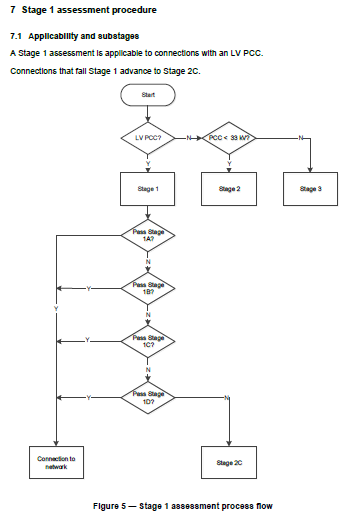 7 Stage 1 assessment procedure
7.1 Applicability and substages
A Stage 1 assessment is applicable to connections with an LV PCC.
Connections that fail Stage 1 advance to Stage 2C.
Start
LV PCC?
N
PCC < 33 kV?
N
Y
Y
Stage 1
Stage 2
Stage 3
Pass Stage
1A?
N
Y
Pass Stage
1B?
Y
N
Y
Pass Stage
1C?
N
Y
Pass Stage
1D?
N
Connection to
network
Stage 2C
Figure 5 — Stage 1 assessment process flow